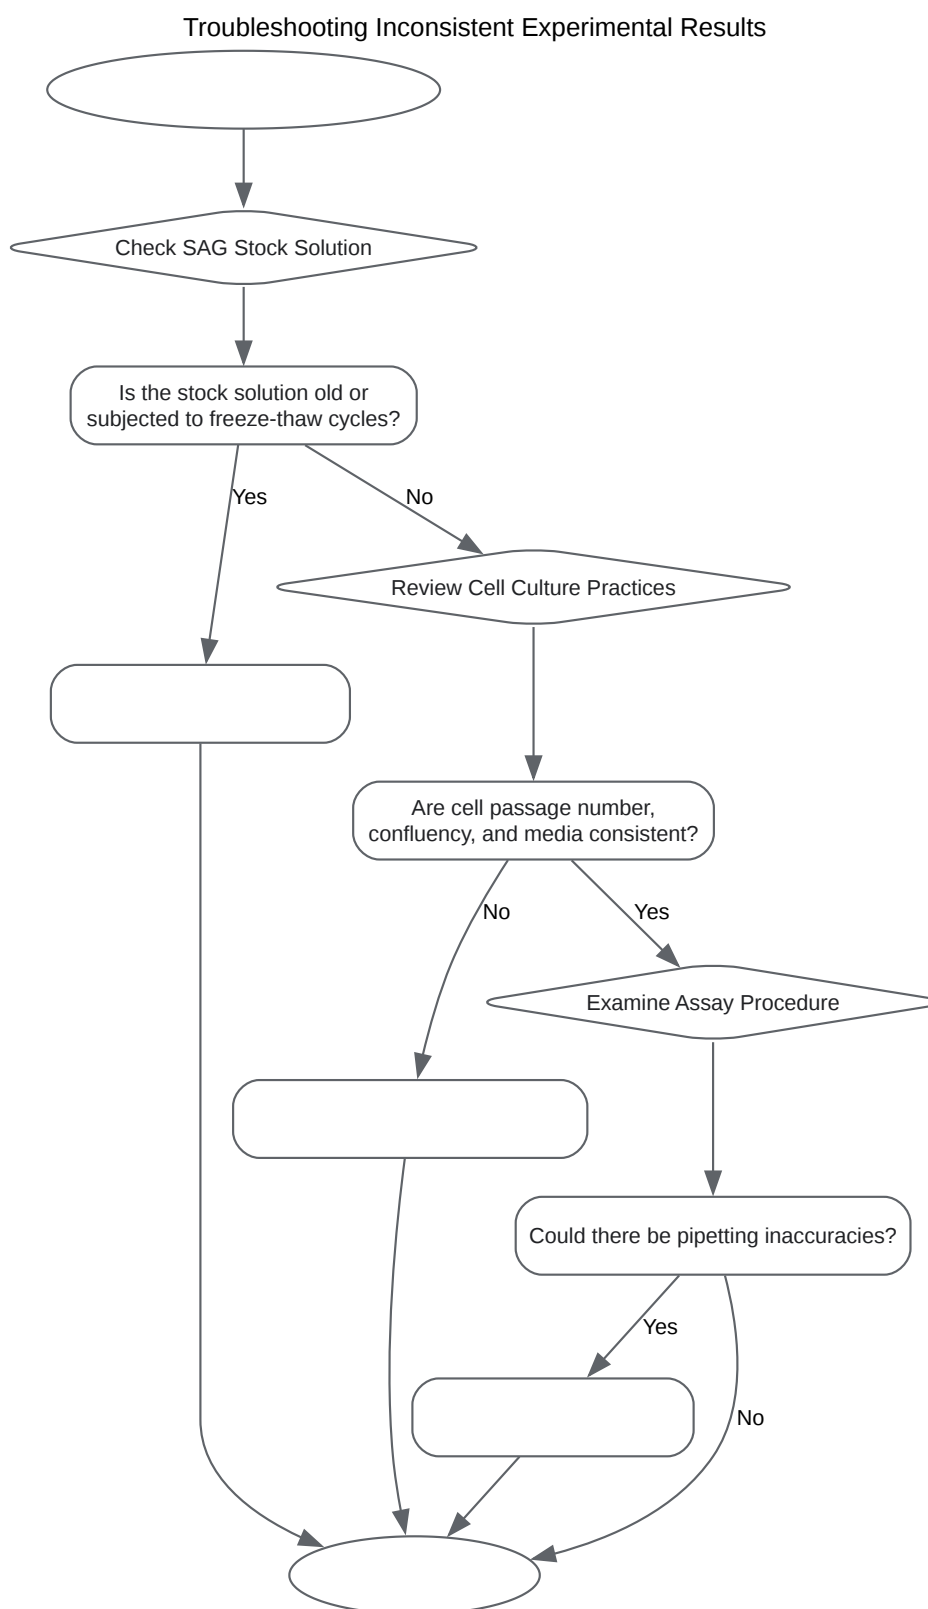 Troubleshooting Inconsistent Experimental Results
Check SAG Stock Solution
Is the stock solution old or
subjected to freeze-thaw cycles?
Yes
No
Review Cell Culture Practices
Are cell passage number,
confluency, and media consistent?
No
Yes
Examine Assay Procedure
Could there be pipetting inaccuracies?
Yes
No